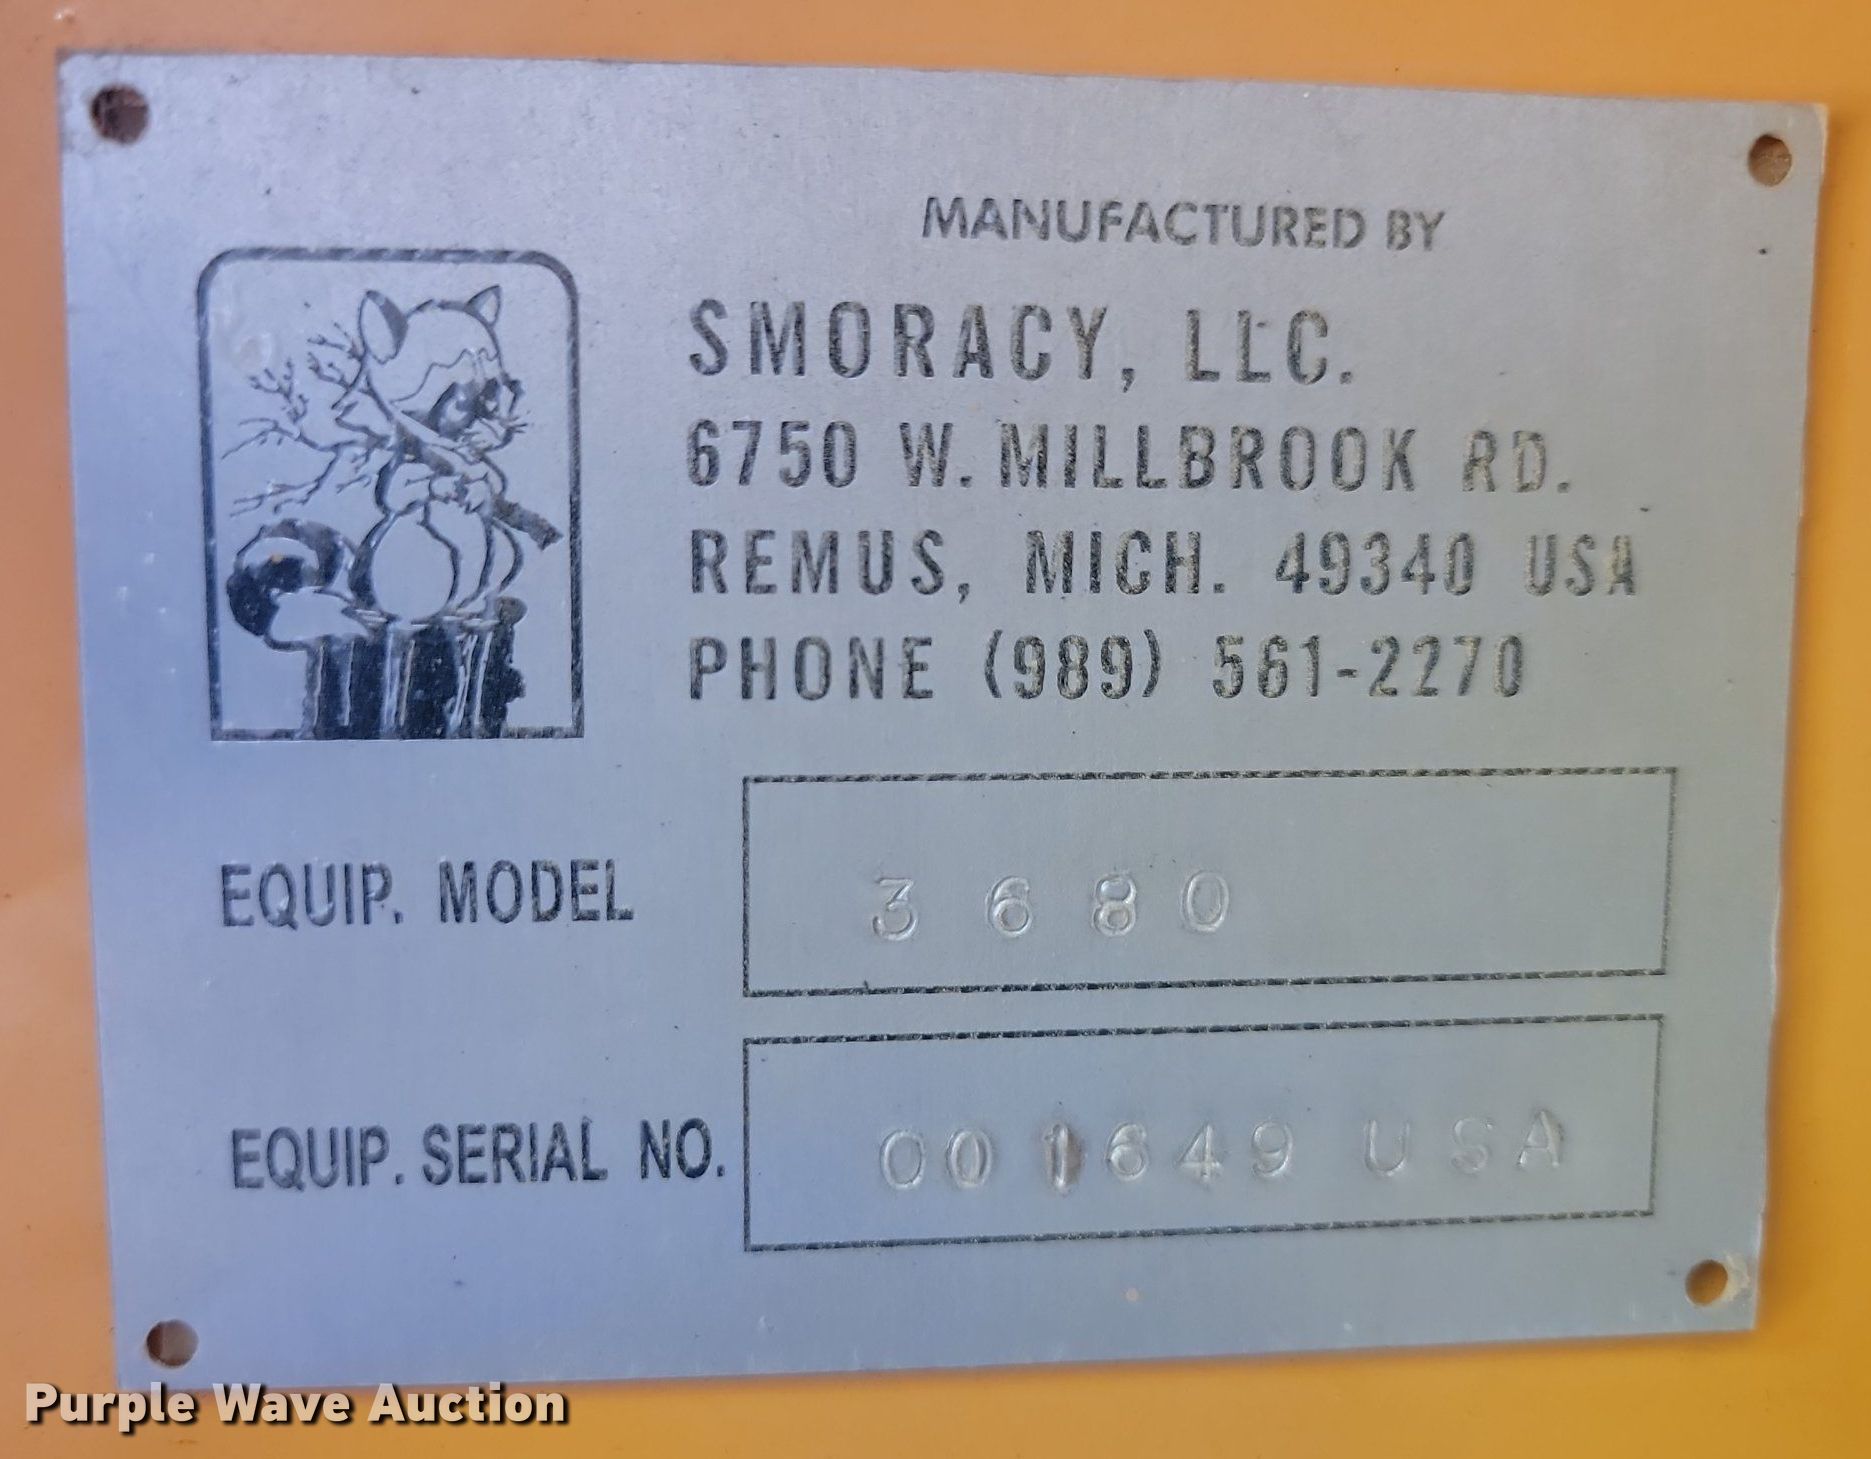 MANUFACTURED BY
SMORACY, LLC.
6750 W. MILLBROOK RD.
REMUS, MICH. 49340 USA
PHONE (989) 561-2270
EQUIP. MODEL 3680
EQUIP. SERIAL NO. 001649 USA
Purple Wave Auction